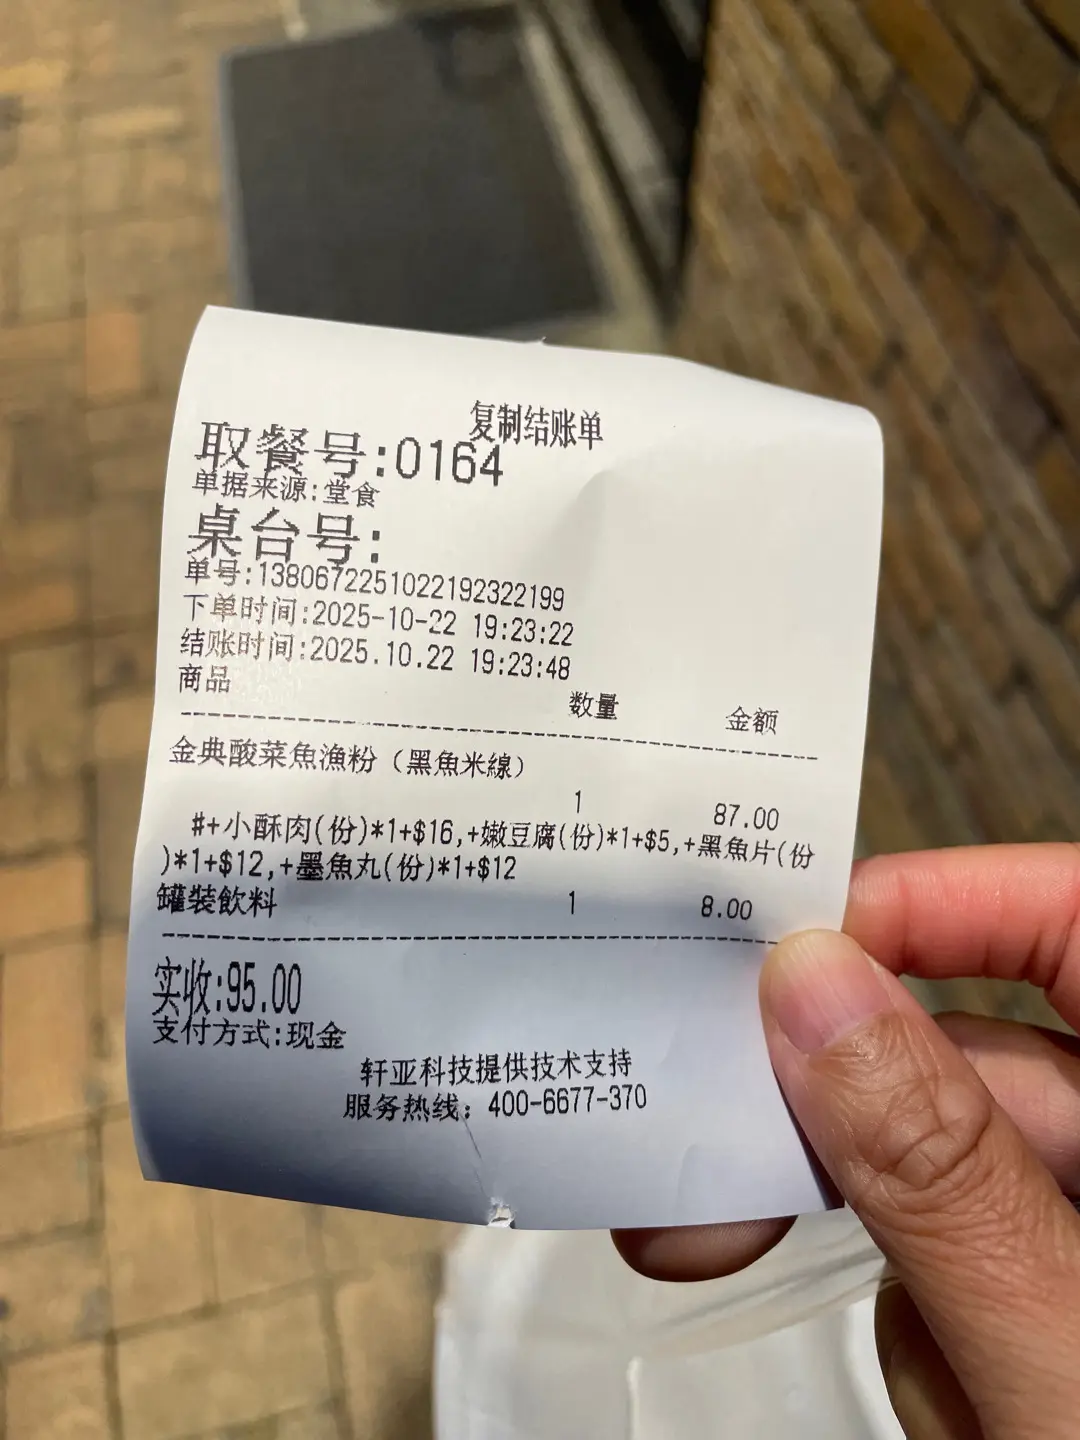 复制结账单
取餐号:0164
单据来源:堂食
桌台号:
单号:1380672251022192322199
下单时间:2025-10-22 19:23:22
结账时间:2025.10.22 19:23:48
商品 数量 金额
金典酸菜魚漁粉（黑魚米線）
1 87.00
#+小酥肉(份)*1+$16,+嫩豆腐(份)*1+$5,+黑魚片(份
)*1+$12,+墨魚丸(份)*1+$12
罐裝飲料 1 8.00
实收:95.00
支付方式:现金
轩亚科技提供技术支持
服务热线：400-6677-370